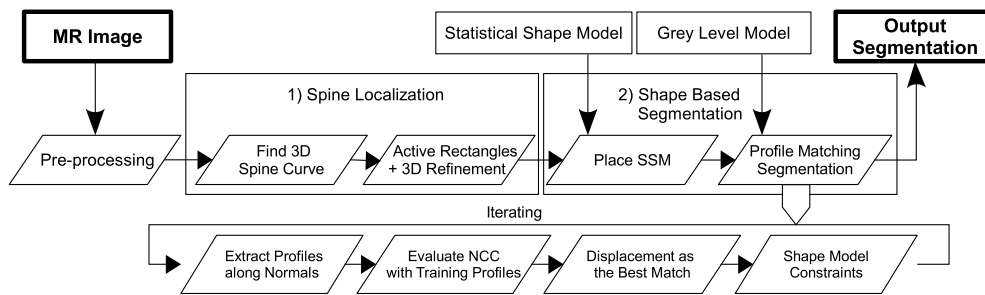 MR Image
Statistical Shape Model
Grey Level Model
Output
Segmentation
1) Spine Localization
2) Shape Based
Segmentation
Pre-processing
Find 3D
Spine Curve
Active Rectangles
+ 3D Refinement
Place SSM
Profile Matching
Segmentation
Iterating
Extract Profiles
along Normals
Evaluate NCC
with Training Profiles
Displacement as
the Best Match
Shape Model
Constraints